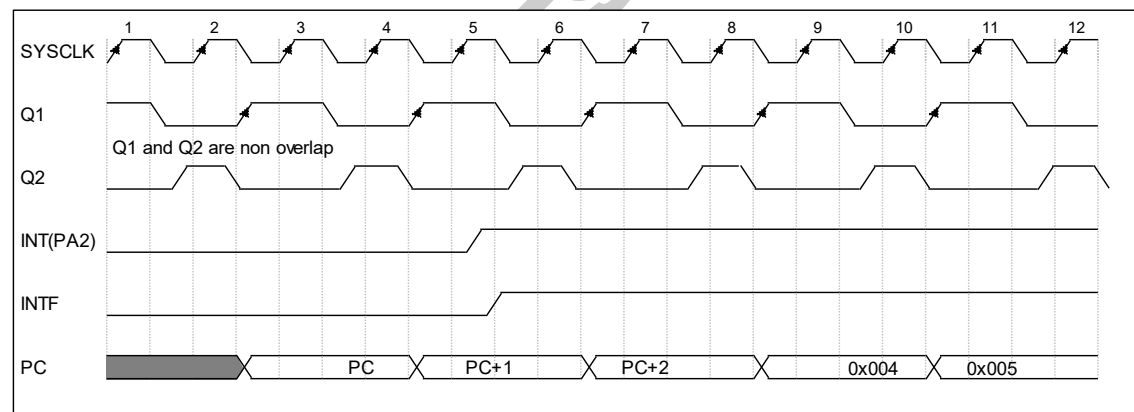 1 2 3 4 5 6 7 8 9 10 11 12
SYSCLK
Q1
Q1 and Q2 are non overlap
Q2
INT(PA2)
INTF
PC PC PC+1 PC+2 0x004 0x005